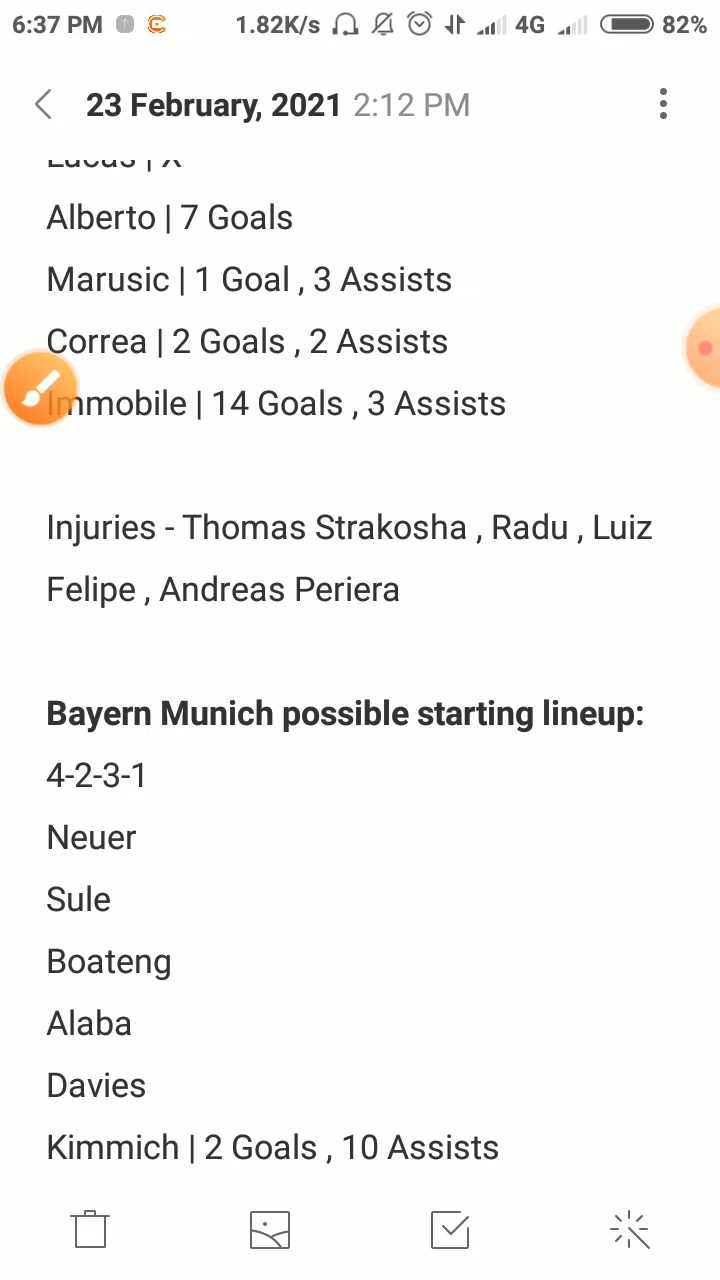 6:37 PM 1.82K/s 4G 82%
23 February, 2021 2:12 PM
Lucas | X
Alberto | 7 Goals
Marusic | 1 Goal , 3 Assists
Correa | 2 Goals , 2 Assists
Immobile | 14 Goals , 3 Assists
Injuries - Thomas Strakosha , Radu , Luiz
Felipe , Andreas Periera
Bayern Munich possible starting lineup:
4-2-3-1
Neuer
Sule
Boateng
Alaba
Davies
Kimmich | 2 Goals , 10 Assists